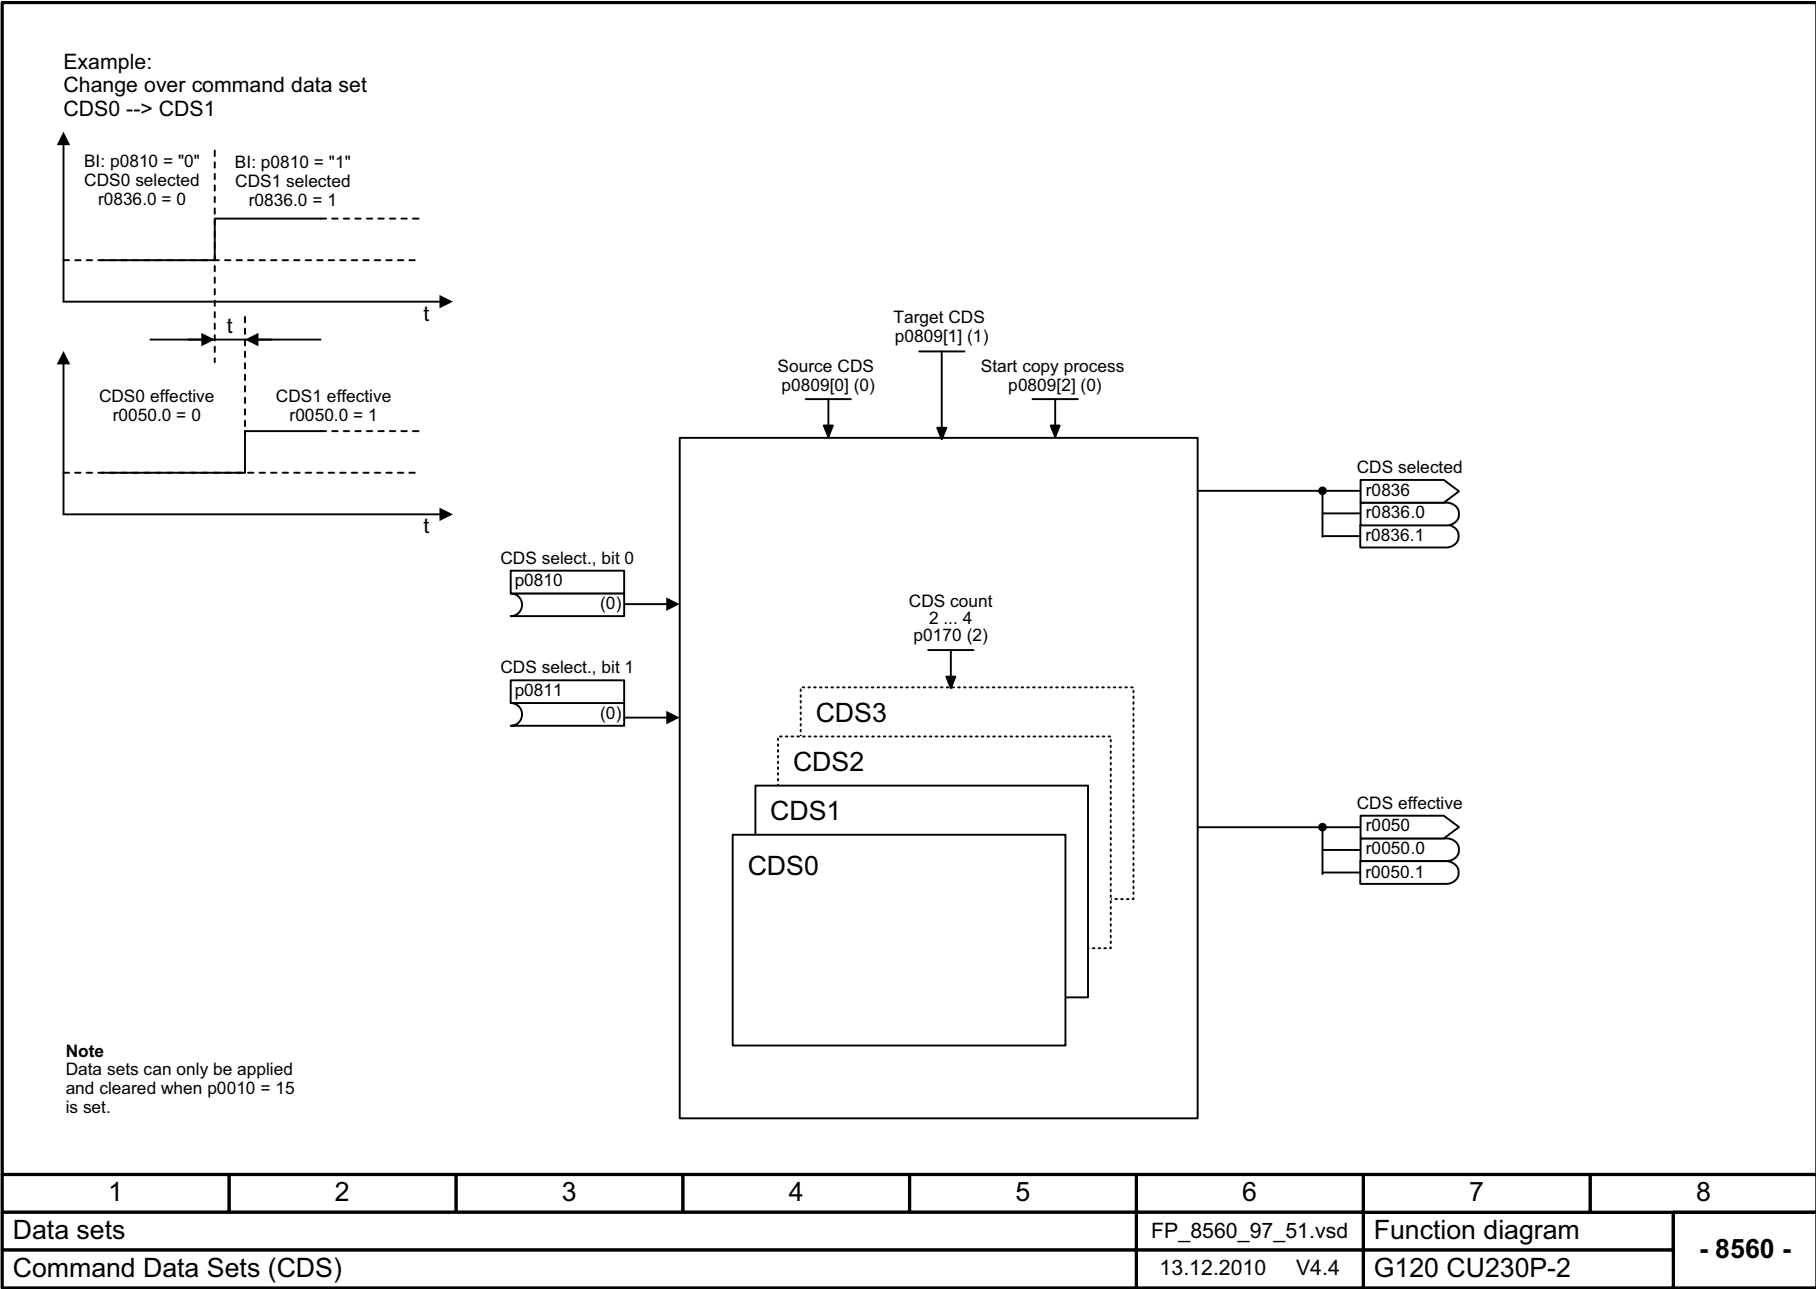 Example:
Change over command data set
CDS0 --> CDS1
BI: p0810 = "0"
CDS0 selected
r0836.0 = 0
BI: p0810 = "1"
CDS1 selected
r0836.0 = 1
t
t
CDS0 effective
r0050.0 = 0
CDS1 effective
r0050.0 = 1
t
Target CDS
p0809[1] (1)
Source CDS
p0809[0] (0)
Start copy process
p0809[2] (0)
CDS selected
r0836
r0836.0
r0836.1
CDS select., bit 0
p0810
(0)
CDS select., bit 1
p0811
(0)
CDS count
2 ... 4
p0170 (2)
CDS3
CDS2
CDS1
CDS0
CDS effective
r0050
r0050.0
r0050.1
Note
Data sets can only be applied
and cleared when p0010 = 15
is set.
1 2 3 4 5 6 7 8
Data sets
FP_8560_97_51.vsd
Function diagram
- 8560 -
Command Data Sets (CDS)
13.12.2010 V4.4
G120 CU230P-2